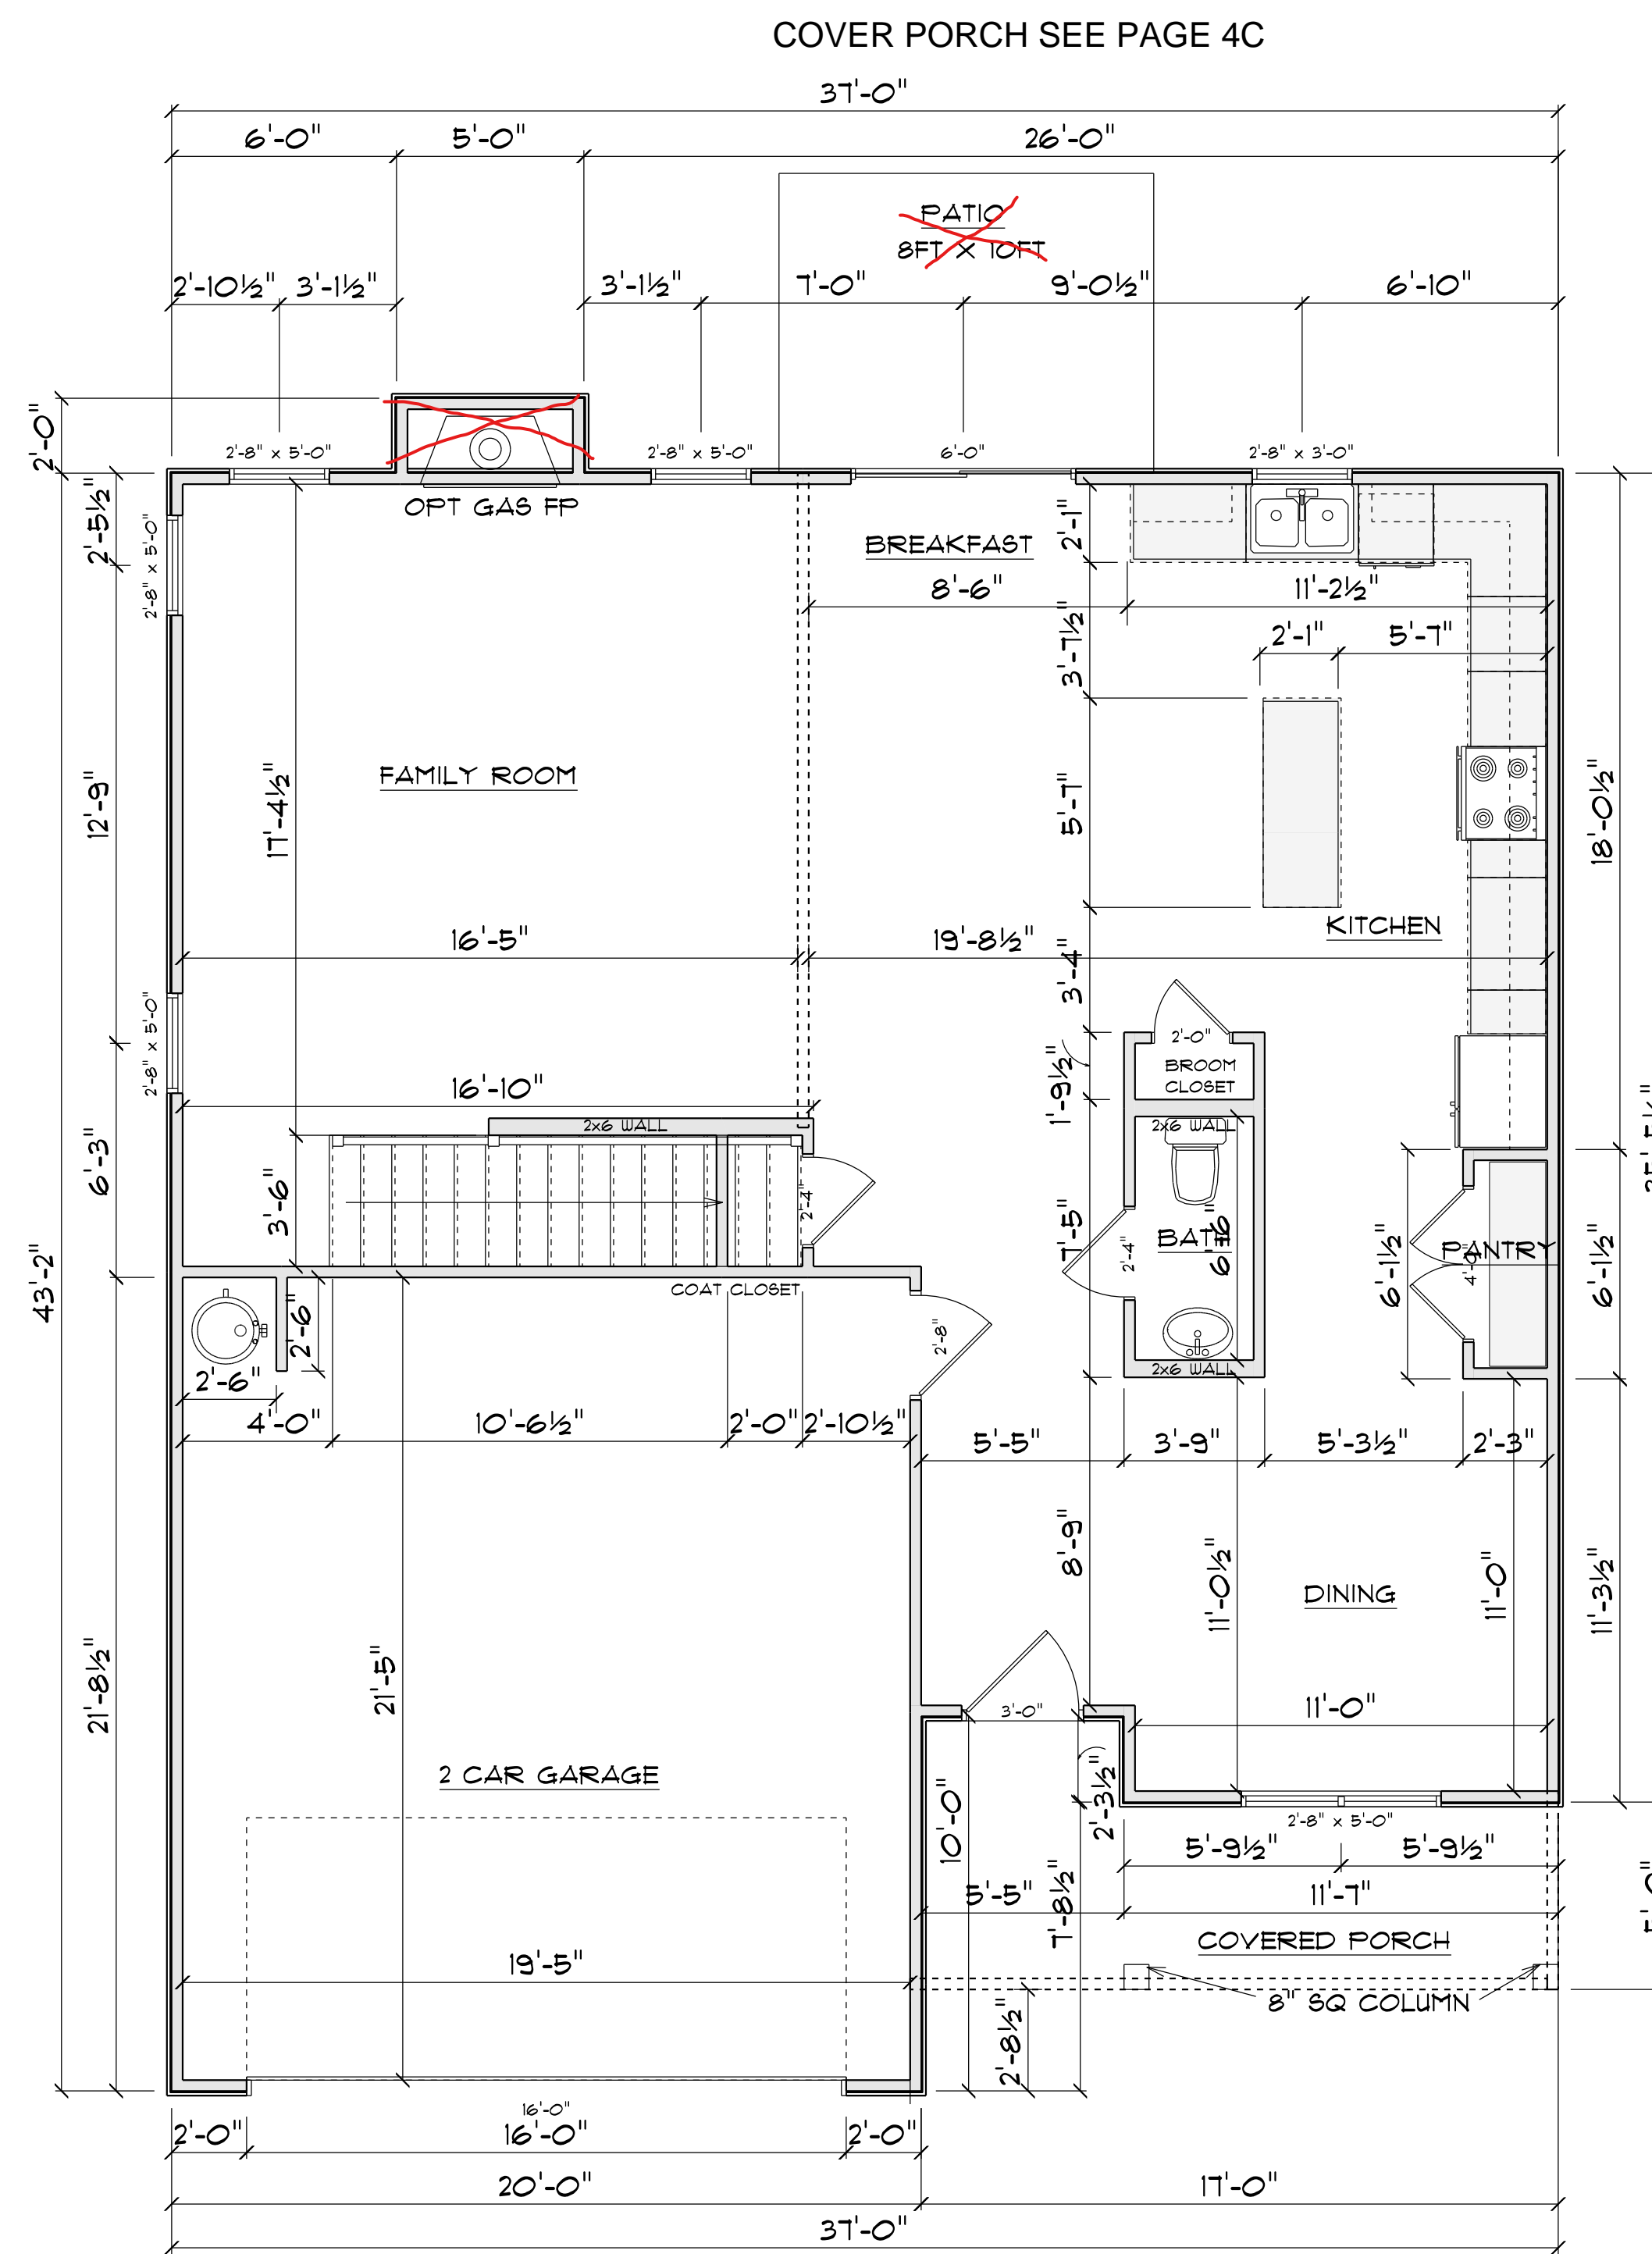 COVER PORCH SEE PAGE 4C
37'-0"
6'-0" 5'-0" 26'-0"
PATIO
8FT X 10FT
2'-10½" 3'-1½" 3'-1½" 7'-0" 9'-0½" 6'-10"
2'-0"
2'-8" x 5'-0" 2'-8" x 5'-0" 6'-0" 2'-8" x 3'-0"
OPT GAS FP
2'-5½"
2'-8" x 5'-0"
2'-1"
BREAKFAST
8'-6" 11'-2½"
3'-7½"
2'-1" 5'-7"
FAMILY ROOM
12'-9"
17'-4½"
5'-7"
18'-0½"
KITCHEN
16'-5" 19'-8½"
3'-4"
2'-8" x 5'-0"
2'-0"
BROOM
CLOSET
1'-9½"
16'-10"
2x6 WALL
2x6 WALL
6'-3"
3'-6"
2'-4"
7'-5"
BATH
2'-4"
6'-6"
6'-1½"
PANTRY
4'-0"
6'-1½"
43'-2"
COAT CLOSET
2'-6"
2'-8"
2'-6"
2x6 WALL
4'-0" 10'-6½" 2'-0" 2'-10½"
5'-5" 3'-9" 5'-3½" 2'-3"
8'-9"
11'-0½"
11'-0"
11'-3½"
DINING
21'-8½"
21'-5"
3'-0"
11'-0"
2 CAR GARAGE
10'-0"
2'-3½"
2'-8" x 5'-0"
5'-9½" 5'-9½"
5'-5" 11'-7"
7'-8½"
COVERED PORCH
19'-5"
8" SQ COLUMN
2'-8½"
16'-0"
2'-0" 16'-0" 2'-0"
20'-0" 17'-0"
37'-0"